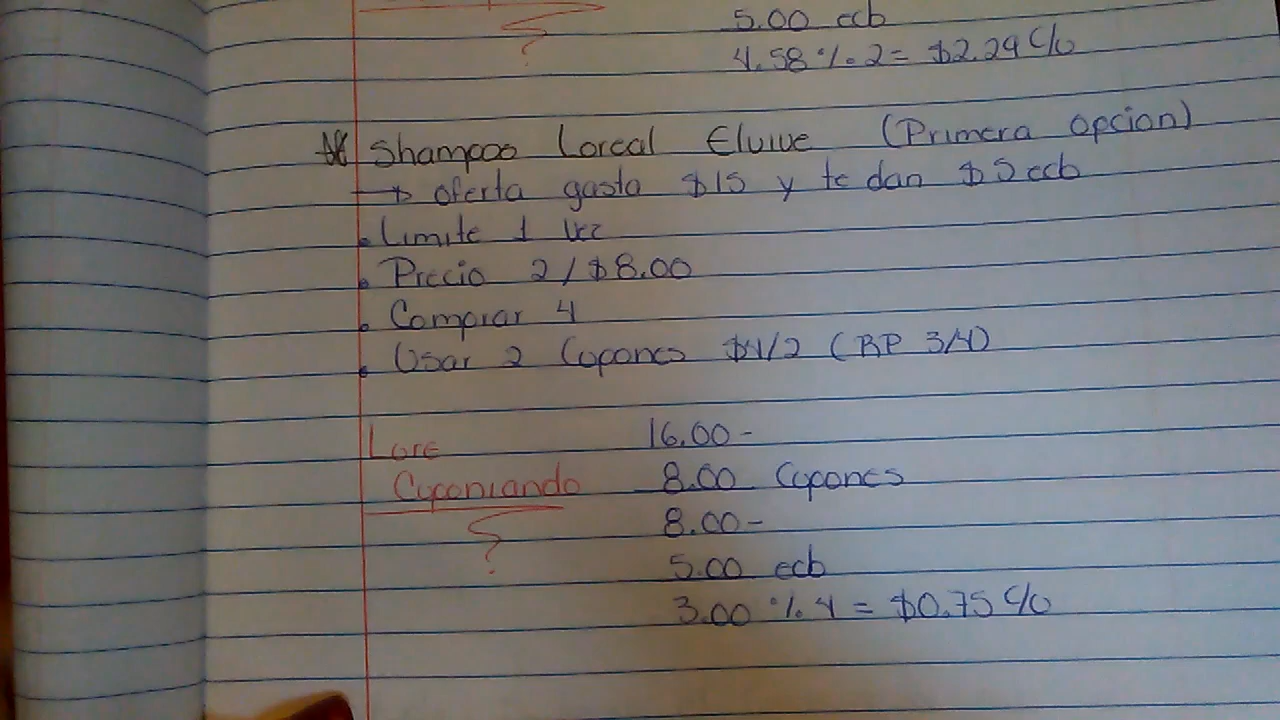 5.00 ecb
4.58 % 2 = $2.29 c/o
* Shampoo Loreal Elvive (Primera opcion)
→ oferta gasta $15 y te dan $5 ecb
• Limite 1 vez
• Precio 2/$8.00
• Comprar 4
• Usar 2 Cupones $4/2 (RP 3/4)
Lore 16.00-
Cuponiando 8.00 Cupones
8.00-
5.00 ecb
3.00 % 4 = $0.75 c/o